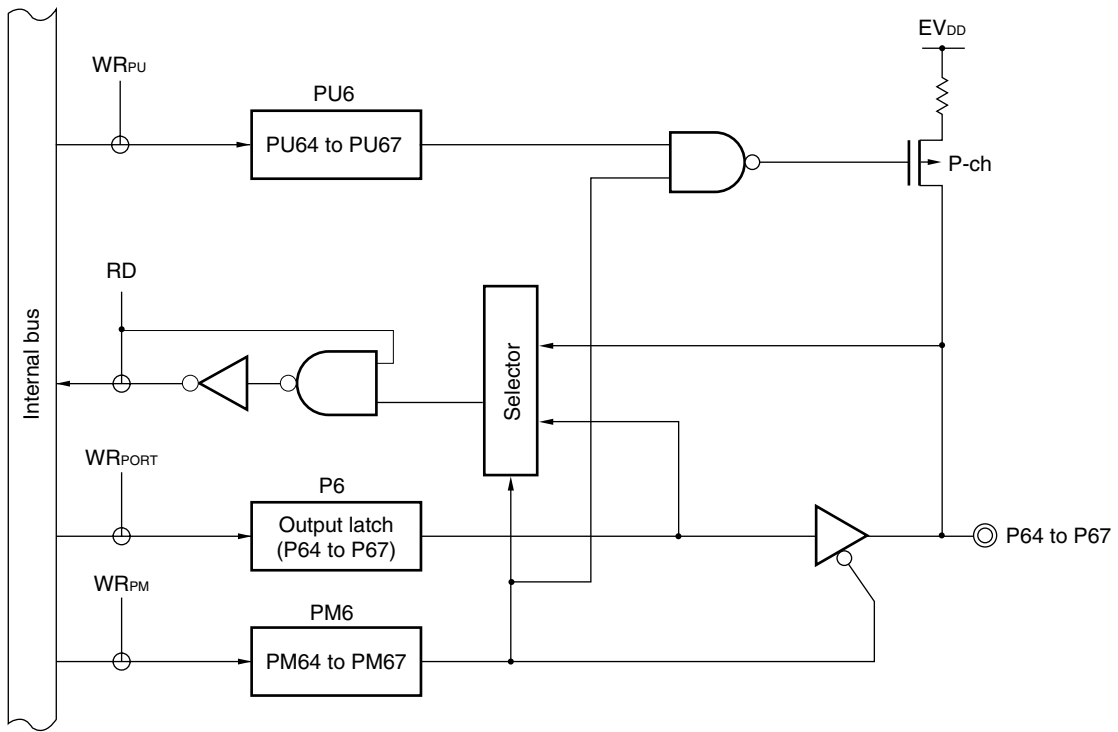 EVDD
WRPU
PU6
PU64 to PU67
P-ch
RD
Internal bus
Selector
WRPORT
P6
Output latch
(P64 to P67)
P64 to P67
WRPM
PM6
PM64 to PM67